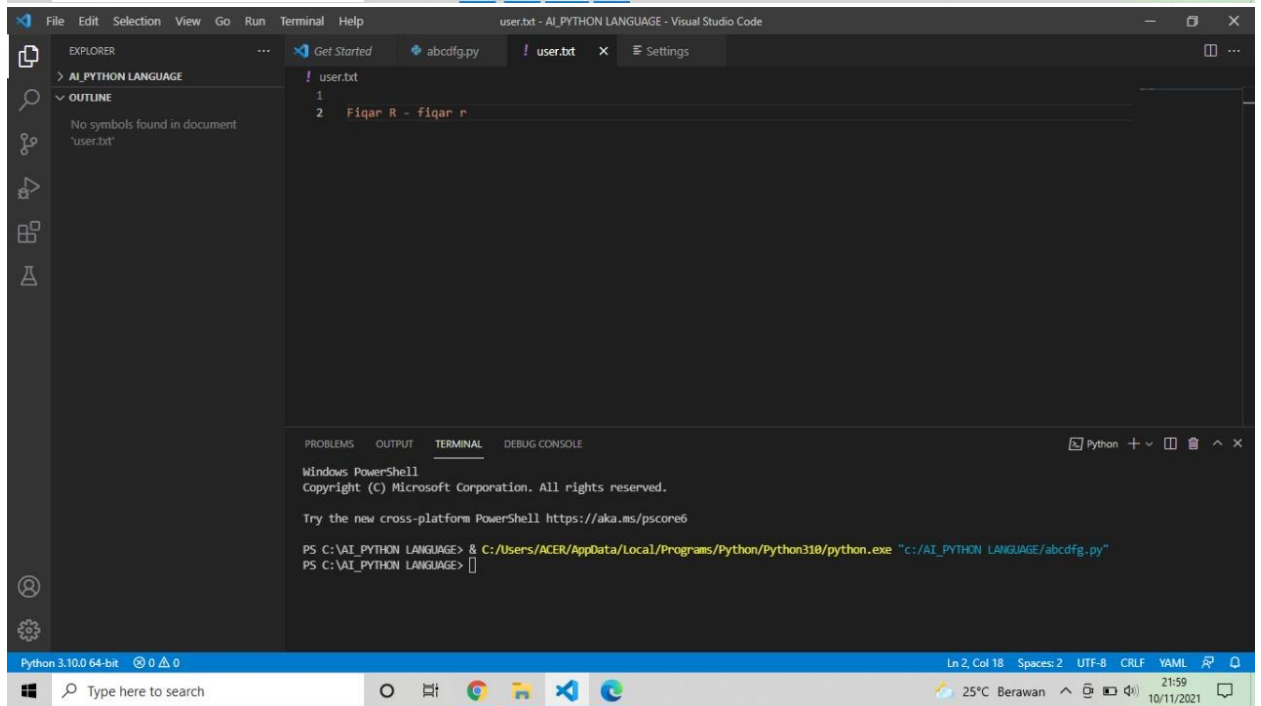 File Edit Selection View Go Run Terminal Help user.txt - AI_PYTHON LANGUAGE - Visual Studio Code
EXPLORER
Get Started abcdfg.py ! user.txt Settings
AI_PYTHON LANGUAGE
! user.txt
OUTLINE
1
No symbols found in document 'user.txt'
2 Fiqar R - fiqar r
PROBLEMS OUTPUT TERMINAL DEBUG CONSOLE Python
Windows PowerShell
Copyright (C) Microsoft Corporation. All rights reserved.
Try the new cross-platform PowerShell https://aka.ms/pscore6
PS C:\AI_PYTHON LANGUAGE> & C:/Users/ACER/AppData/Local/Programs/Python/Python310/python.exe "c:/AI_PYTHON LANGUAGE/abcdfg.py"
PS C:\AI_PYTHON LANGUAGE>
Python 3.10.0 64-bit 0 0 Ln 2, Col 18 Spaces: 2 UTF-8 CRLF YAML
Type here to search 25°C Berawan 21:59
10/11/2021